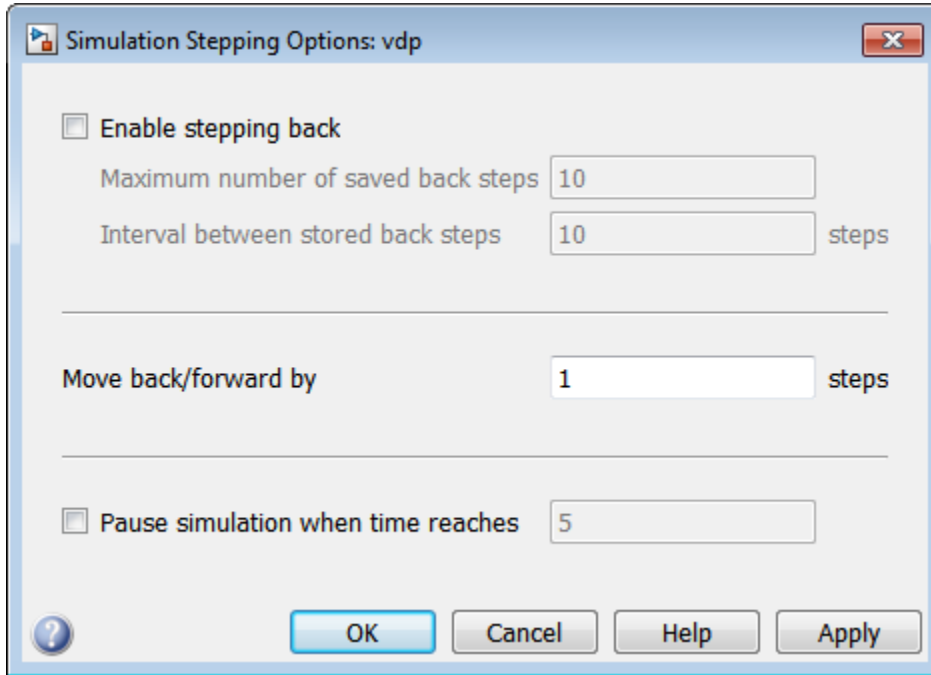 Simulation Stepping Options: vdp
Enable stepping back
Maximum number of saved back steps 10
Interval between stored back steps 10 steps
Move back/forward by 1 steps
Pause simulation when time reaches 5
? OK Cancel Help Apply